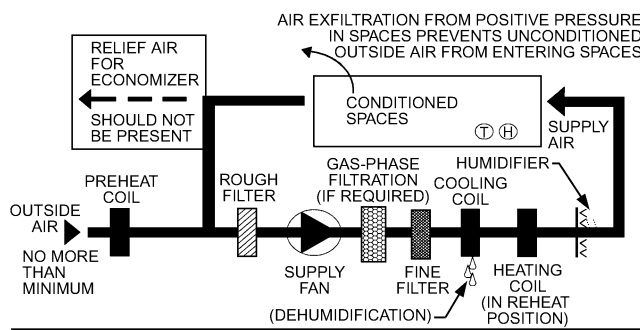 AIR EXFILTRATION FROM POSITIVE PRESSURE
IN SPACES PREVENTS UNCONDITIONED
OUTSIDE AIR FROM ENTERING SPACES
RELIEF AIR
FOR
ECONOMIZER
SHOULD NOT
BE PRESENT
CONDITIONED
SPACES
T H
SUPPLY
AIR
HUMIDIFIER
PREHEAT
COIL
ROUGH
FILTER
GAS-PHASE
FILTRATION
(IF REQUIRED)
COOLING
COIL
OUTSIDE
AIR
NO MORE
THAN
MINIMUM
SUPPLY
FAN
FINE
FILTER
HEATING
COIL
(IN REHEAT
POSITION)
(DEHUMIDIFICATION)